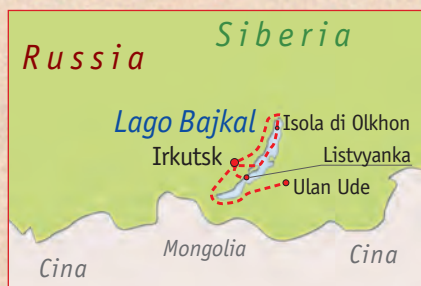 Siberia
Russia
Lago Bajkal
Isola di Olkhon
Irkutsk
Listvyanka
Ulan Ude
Mongolia
Cina
Cina